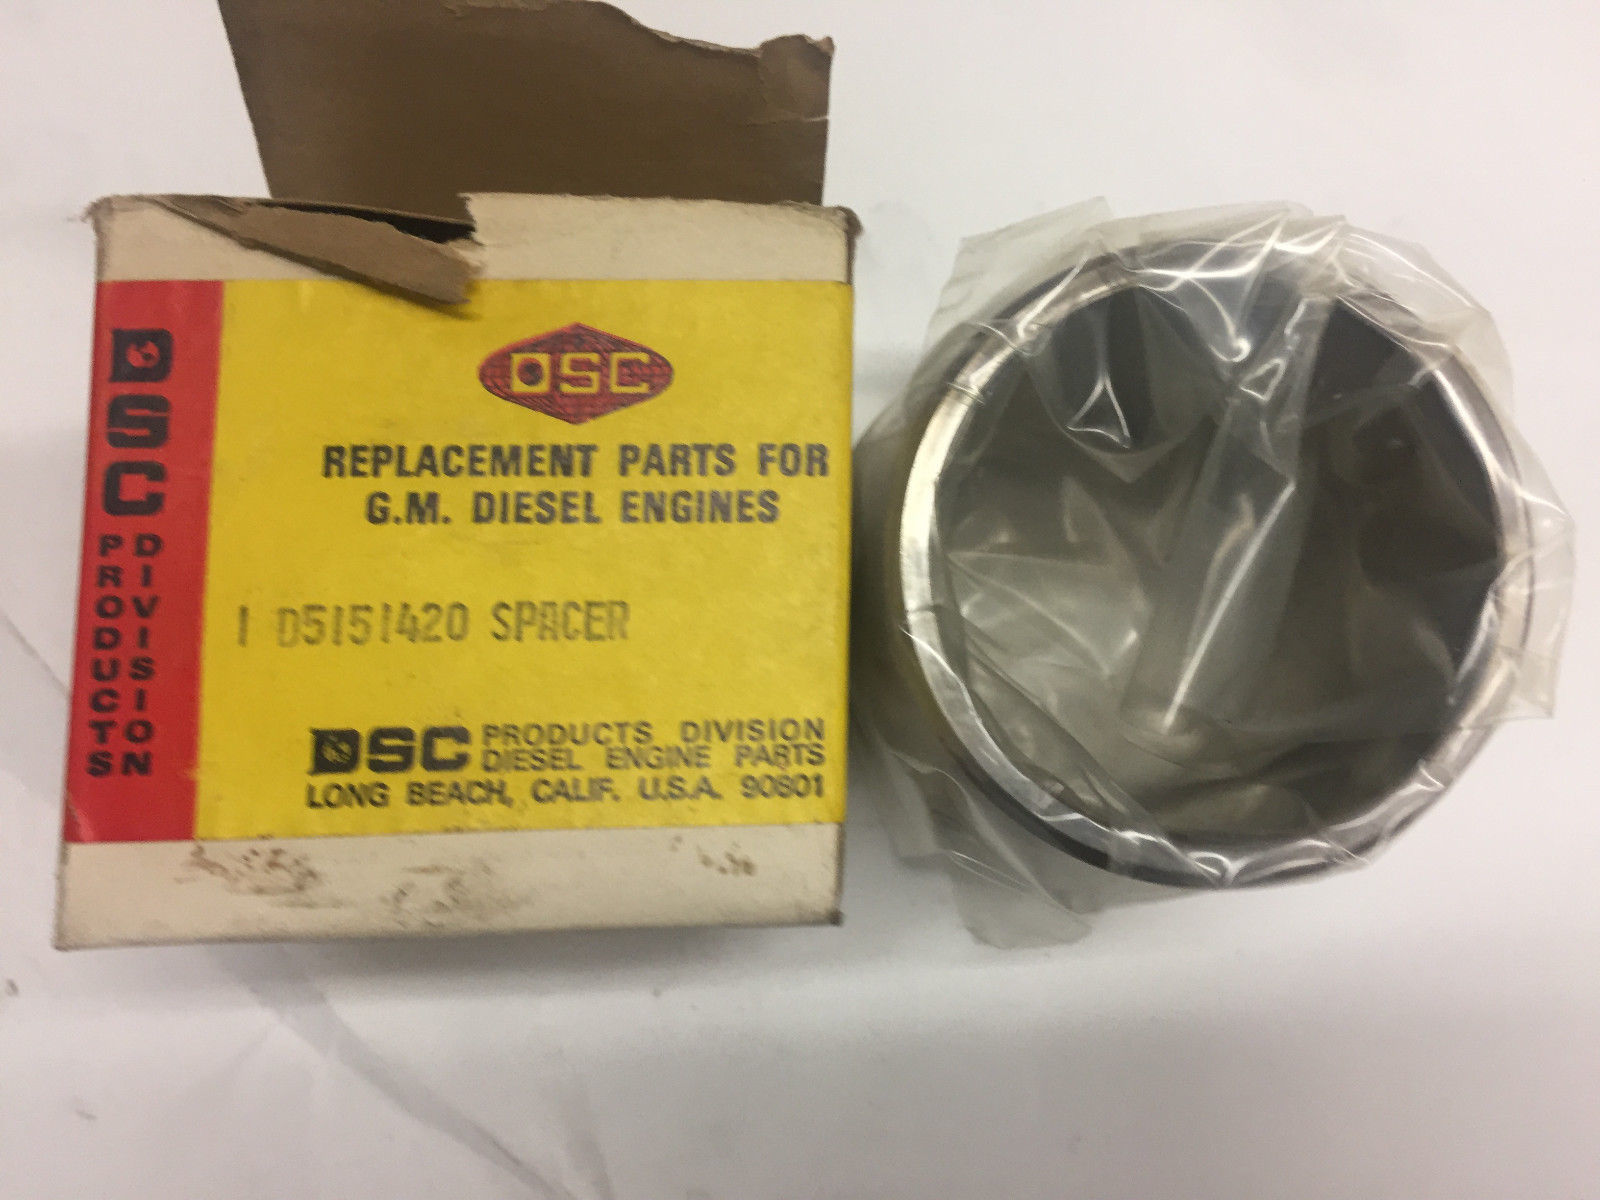 DSC
PRODUCTS
DIVISION
DSC
REPLACEMENT PARTS FOR
G.M. DIESEL ENGINES
1 D5151420 SPACER
DSC PRODUCTS DIVISION
DIESEL ENGINE PARTS
LONG BEACH, CALIF. U.S.A. 90801